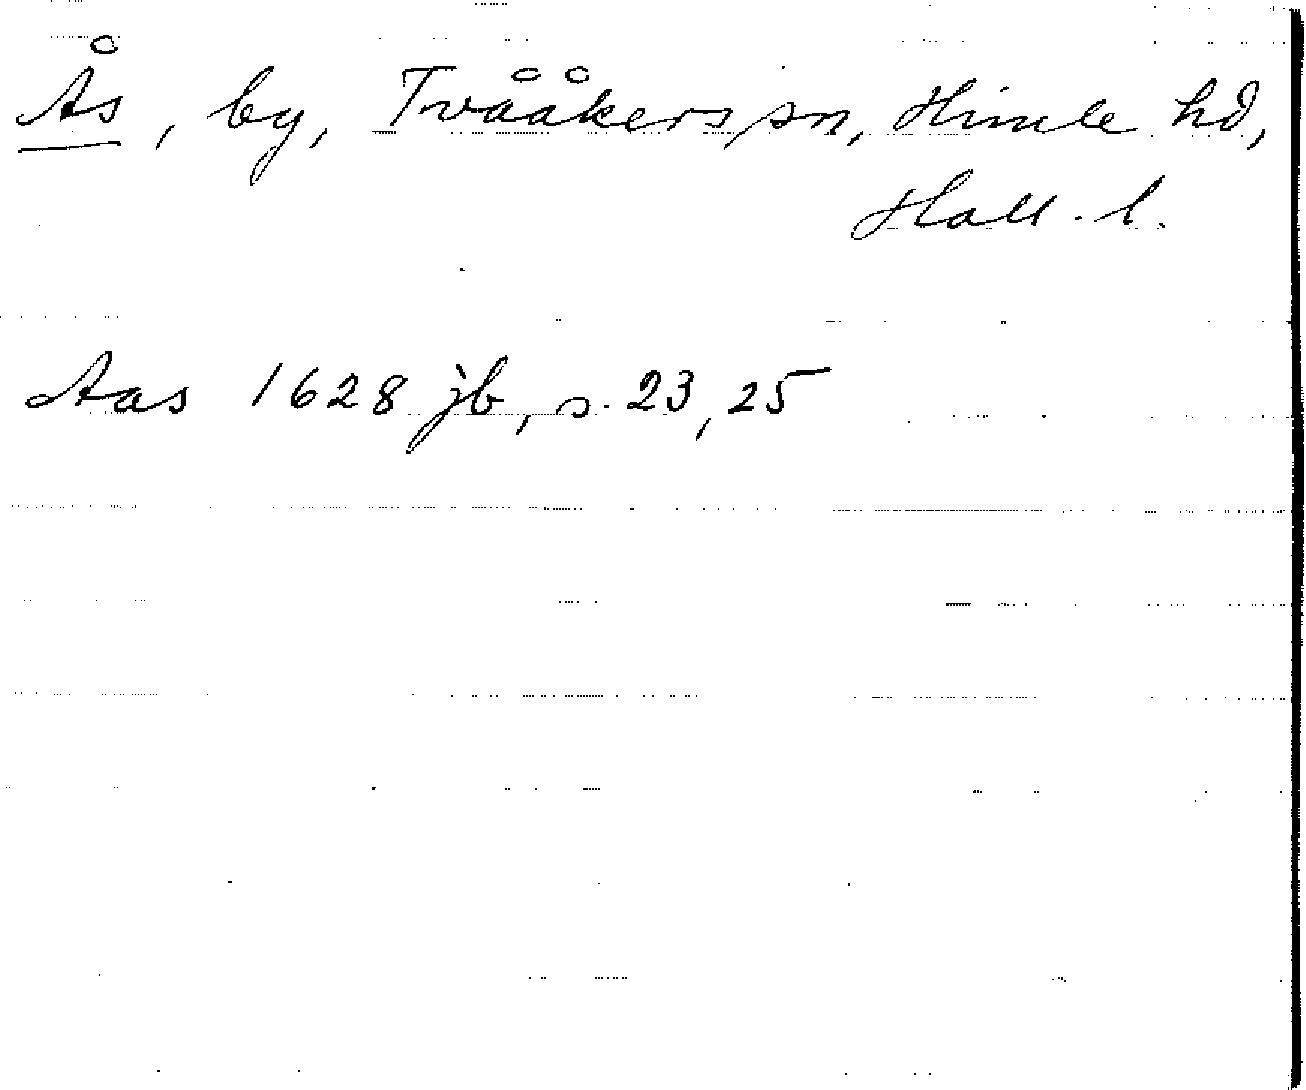 Ås, by, Tvååkers sn, Himle hd,
Hall. l.
Aas 1628 jb, s. 23, 25